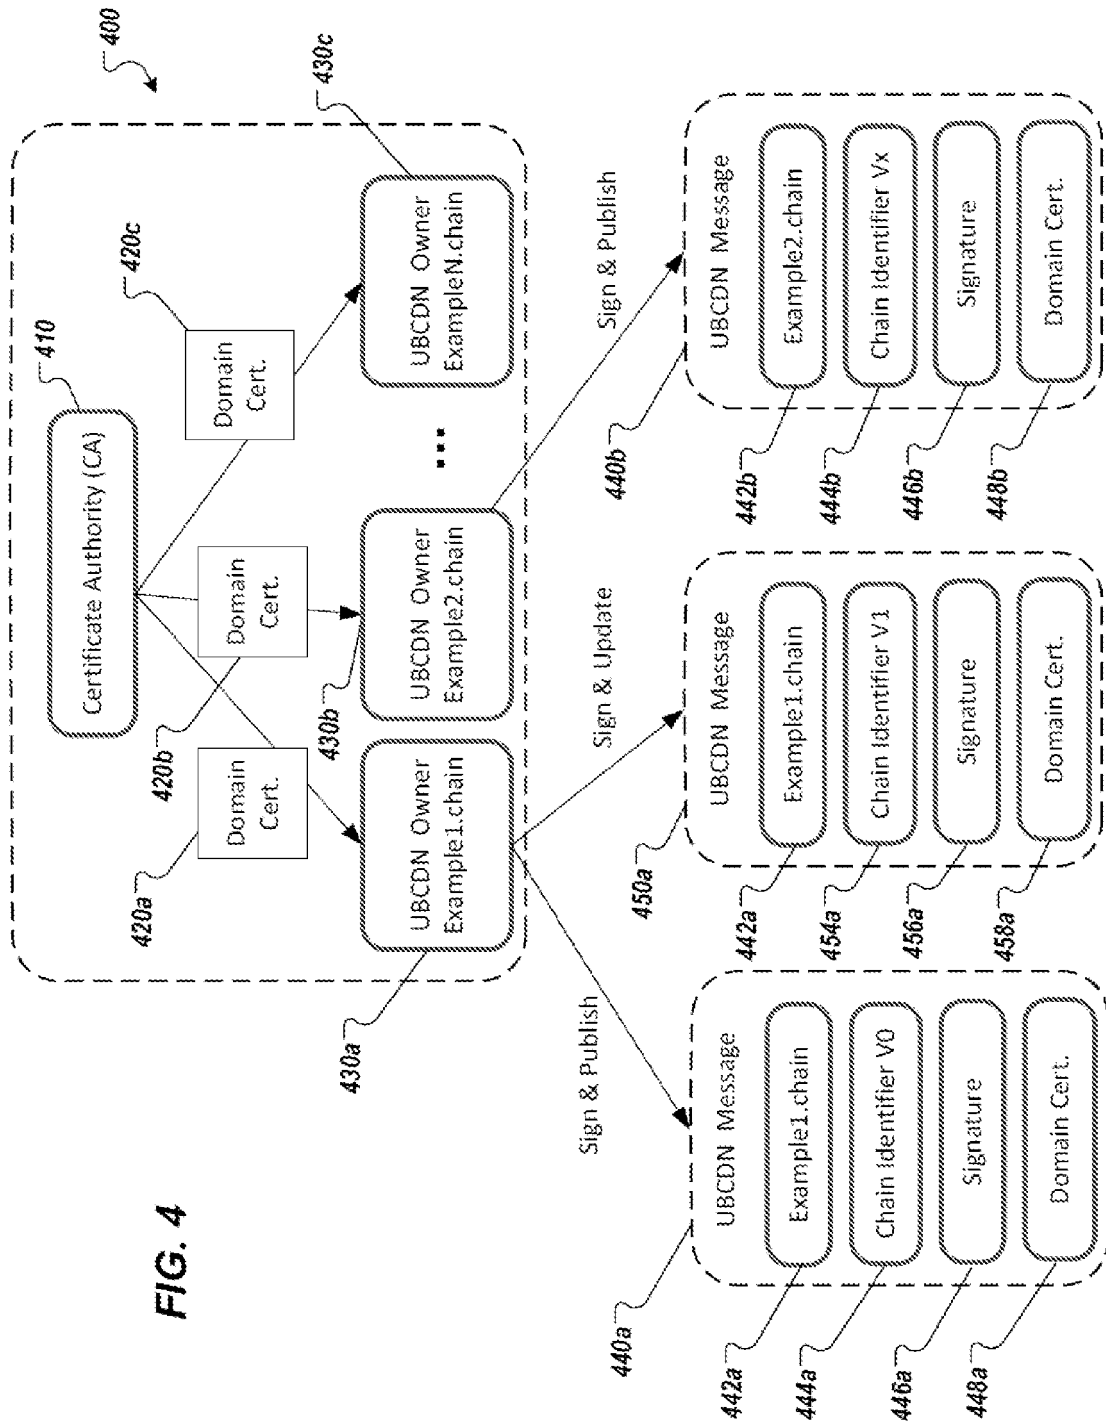 400
410
Certificate Authority (CA)
420a
Domain
Cert.
420b
Domain
Cert.
420c
Domain
Cert.
430a
UBCDN Owner
Example1.chain
430b
UBCDN Owner
Example2.chain
...
430c
UBCDN Owner
ExampleN.chain
Sign & Publish
Sign & Update
Sign & Publish
440a
UBCDN Message
442a
Example1.chain
444a
Chain Identifier V0
446a
Signature
448a
Domain Cert.
450a
UBCDN Message
442a
Example1.chain
454a
Chain Identifier V1
456a
Signature
458a
Domain Cert.
440b
UBCDN Message
442b
Example2.chain
444b
Chain Identifier Vx
446b
Signature
448b
Domain Cert.
FIG. 4